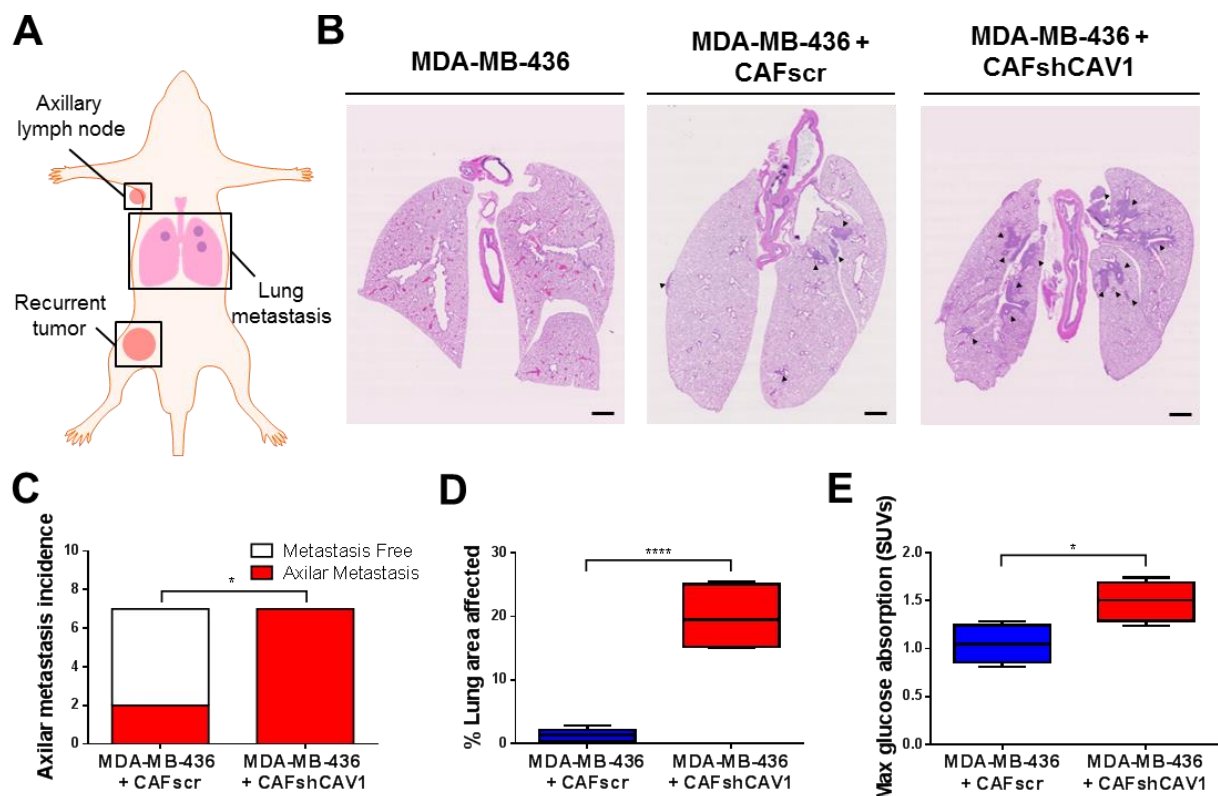 A
Axillary
lymph node
Recurrent
tumor
Lung
metastasis
B
MDA-MB-436
MDA-MB-436 +
CAFscr
MDA-MB-436 +
CAFshCAV1
C
Axilar metastasis incidence
10
8
6
4
2
0
Metastasis Free
Axilar Metastasis
*
MDA-MB-436
+ CAFscr
MDA-MB-436
+ CAFshCAV1
D
% Lung area affected
30
20
10
0
****
MDA-MB-436
+ CAFscr
MDA-MB-436
+ CAFshCAV1
E
Max glucose absorption (SUVs)
2.0
1.5
1.0
0.5
0.0
*
MDA-MB-436
+ CAFscr
MDA-MB-436
+ CAFshCAV1